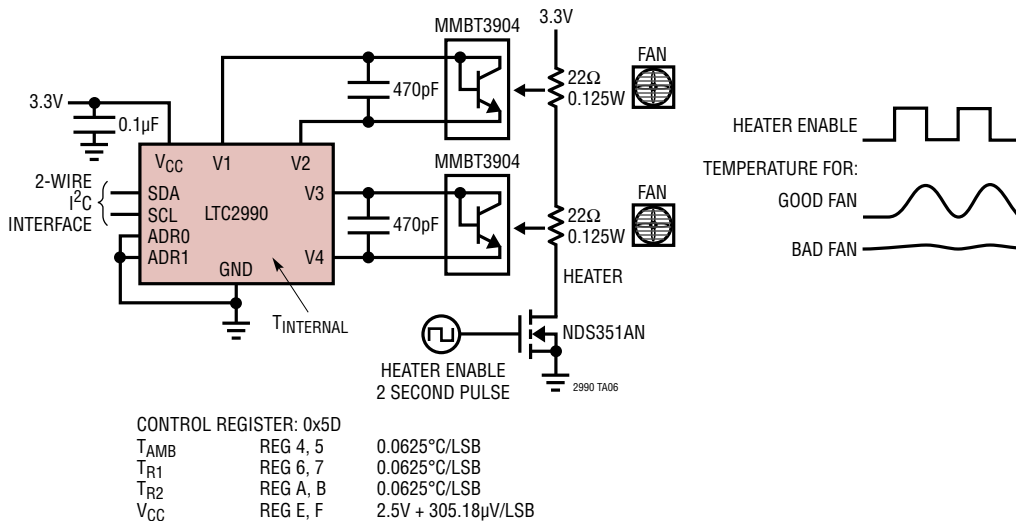 MMBT3904
3.3V
FAN
22Ω
0.125W
470pF
3.3V
0.1µF
VCC
V1
V2
MMBT3904
2-WIRE
I2C
INTERFACE
SDA
SCL
ADR0
ADR1
LTC2990
V3
V4
GND
470pF
FAN
22Ω
0.125W
HEATER
TINTERNAL
NDS351AN
HEATER ENABLE
2 SECOND PULSE
2990 TA06
HEATER ENABLE
TEMPERATURE FOR:
GOOD FAN
BAD FAN
CONTROL REGISTER: 0x5D
TAMB REG 4, 5 0.0625°C/LSB
TR1 REG 6, 7 0.0625°C/LSB
TR2 REG A, B 0.0625°C/LSB
VCC REG E, F 2.5V + 305.18µV/LSB